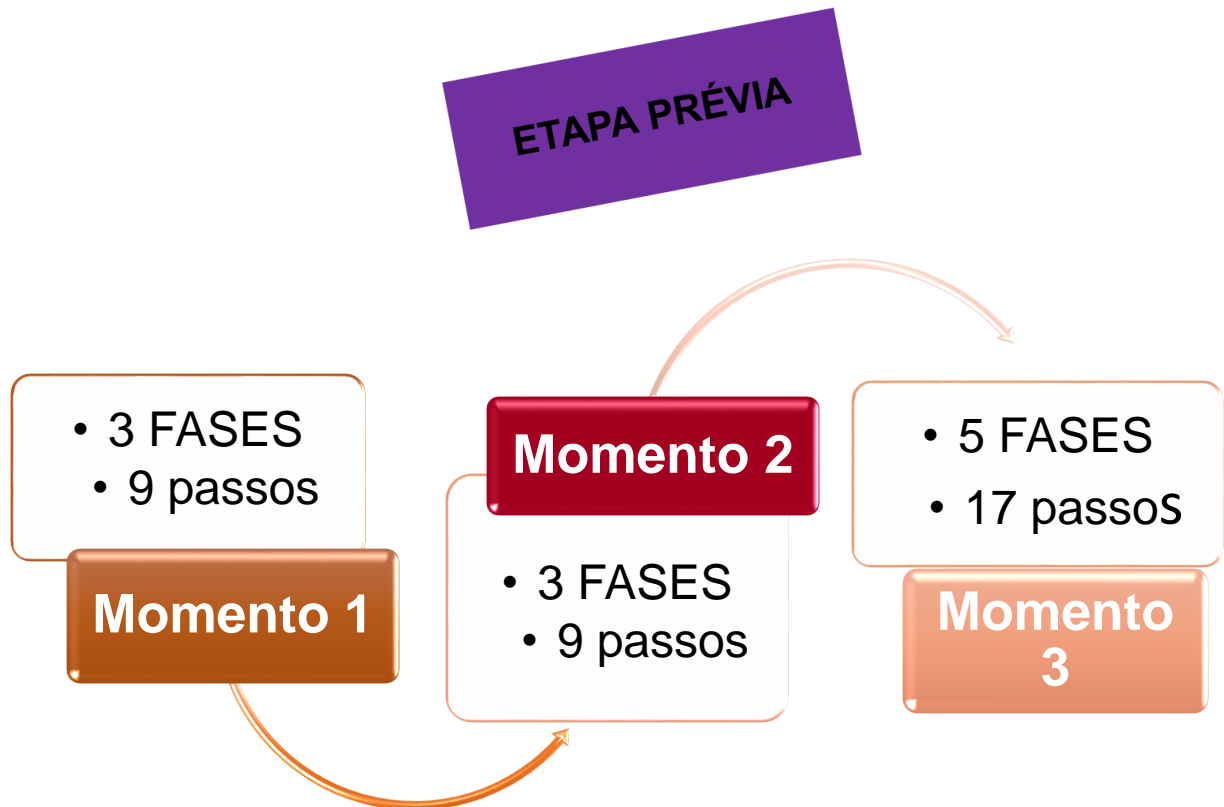 ETAPA PRÉVIA
• 3 FASES
• 9 passos
Momento 1
Momento 2
• 3 FASES
• 9 passos
• 5 FASES
• 17 passos
Momento
3